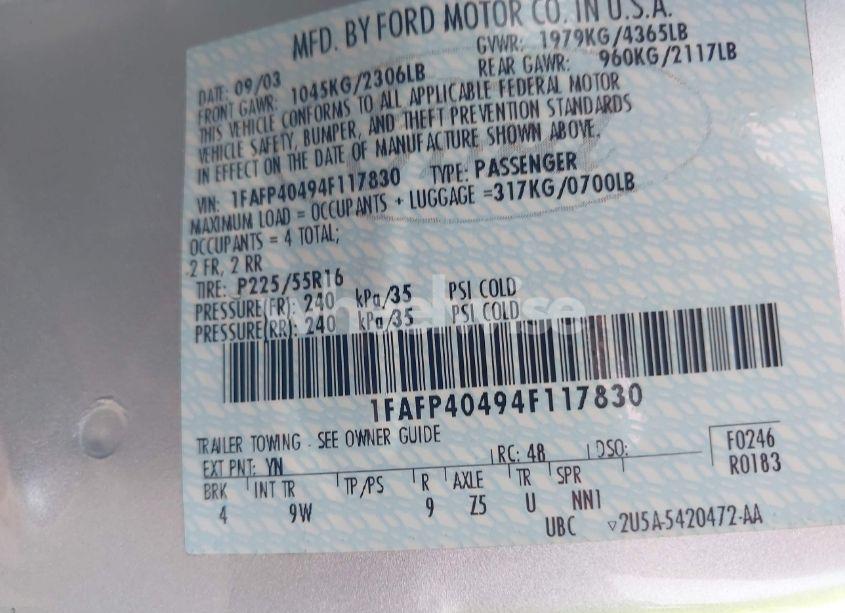 MFD. BY FORD MOTOR CO. IN U.S.A.
DATE: 09/03 GVWR: 1979KG/4365LB
FRONT GAWR: 1045KG/2306LB REAR GAWR: 960KG/2117LB
THIS VEHICLE CONFORMS TO ALL APPLICABLE FEDERAL MOTOR
VEHICLE SAFETY, BUMPER, AND THEFT PREVENTION STANDARDS
IN EFFECT ON THE DATE OF MANUFACTURE SHOWN ABOVE.
VIN: 1FAFP40494F117830 TYPE: PASSENGER
MAXIMUM LOAD = OCCUPANTS + LUGGAGE =317KG/0700LB
OCCUPANTS = 4 TOTAL;
2 FR, 2 RR
TIRE: P225/55R16
PRESSURE(FR): 240 kPa/35 PSI COLD
PRESSURE(RR): 240 kPa/35 PSI COLD
1FAFP40494F117830
TRAILER TOWING - SEE OWNER GUIDE
EXT PNT: YN RC: 48 DSO: F0246
R0183
BRK INT TR TP/PS R AXLE TR SPR
4 9W 9 Z5 U NN1
UBC 2U5A-5420472-AA